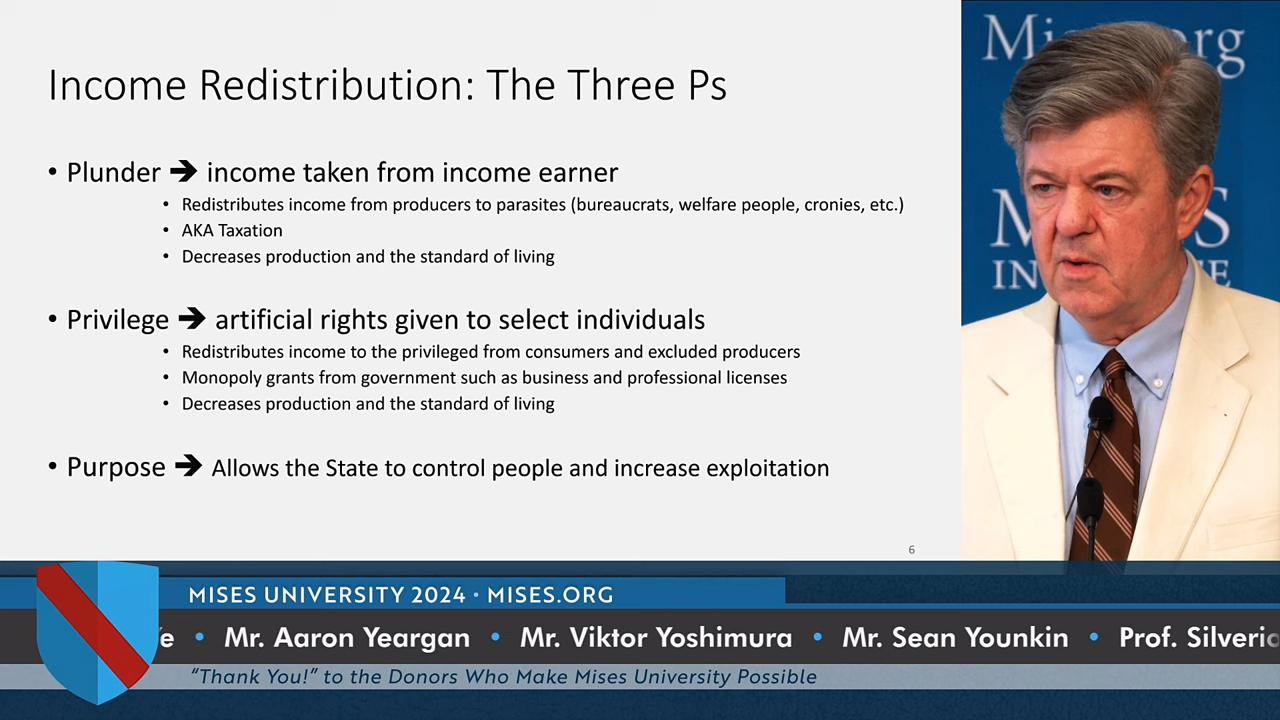 Income Redistribution: The Three Ps
• Plunder ➔ income taken from income earner
• Redistributes income from producers to parasites (bureaucrats, welfare people, cronies, etc.)
• AKA Taxation
• Decreases production and the standard of living
• Privilege ➔ artificial rights given to select individuals
• Redistributes income to the privileged from consumers and excluded producers
• Monopoly grants from government such as business and professional licenses
• Decreases production and the standard of living
• Purpose ➔ Allows the State to control people and increase exploitation
6
MISES UNIVERSITY 2024 • MISES.ORG
• Mr. Aaron Yeargan • Mr. Viktor Yoshimura • Mr. Sean Younkin • Prof.
“Thank You!” to the Donors Who Make Mises University Possible